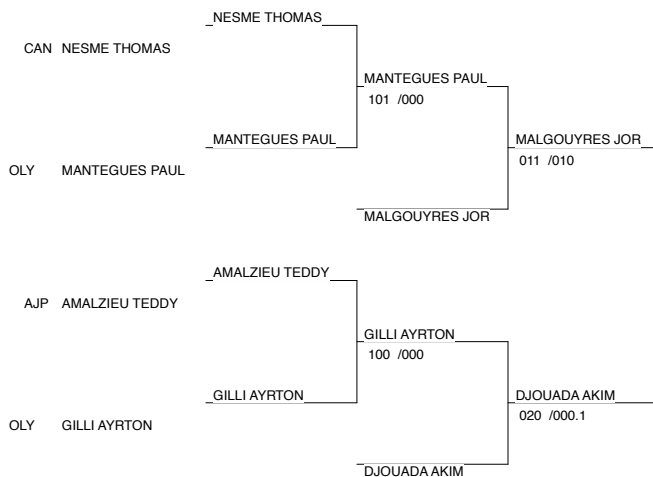 NESME THOMAS
CAN NESME THOMAS
MANTEGUES PAUL
101 /000
MANTEGUES PAUL
MALGOUYRES JOR
011 /010
OLY MANTEGUES PAUL
MALGOUYRES JOR
AMALZIEU TEDDY
AJP AMALZIEU TEDDY
GILLI AYRTON
100 /000
GILLI AYRTON
DJOUADA AKIM
020 /000.1
OLY GILLI AYRTON
DJOUADA AKIM